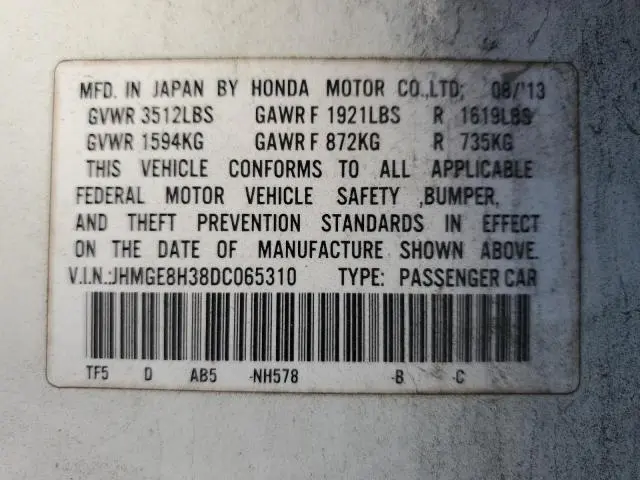 MFD. IN JAPAN BY HONDA MOTOR CO.,LTD; 08/'13
GVWR 3512LBS GAWR F 1921LBS R 1619LBS
GVWR 1594KG GAWR F 872KG R 735KG
THIS VEHICLE CONFORMS TO ALL APPLICABLE
FEDERAL MOTOR VEHICLE SAFETY ,BUMPER,
AND THEFT PREVENTION STANDARDS IN EFFECT
ON THE DATE OF MANUFACTURE SHOWN ABOVE.
V.I.N.:JHMGE8H38DC065310 TYPE: PASSENGER CAR
TF5 D AB5 -NH578 -B -C